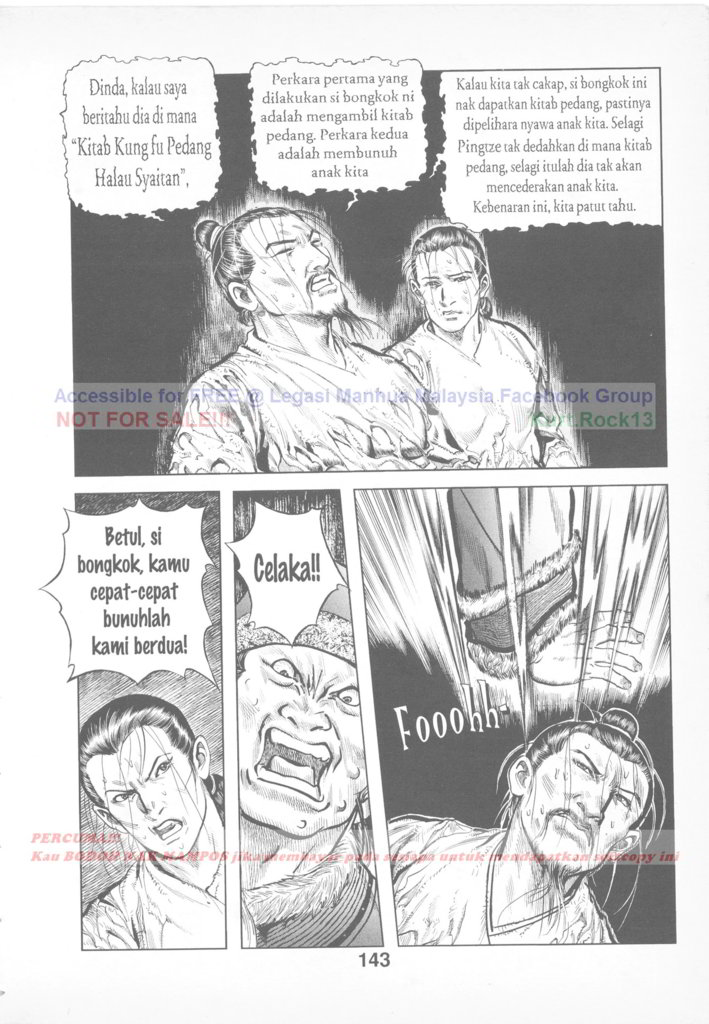 Dinda, kalau saya
beritahu dia di mana
"Kitab Kung fu Pedang
Halau Syaitan",
Perkara pertama yang
dilakukan si bongkok ni
adalah mengambil kitab
pedang. Perkara kedua
adalah membunuh
anak kita
Kalau kita tak cakap, si bongkok ini
nak dapatkan kitab pedang, pastinya
dipelihara nyawa anak kita. Selagi
Pingtze tak dedahkan di mana kitab
pedang, selagi itulah dia tak akan
mencederakan anak kita.
Kebenaran ini, kita patut tahu.
Accessible for FREE @ Legasi Manhua Malaysia Facebook Group
NOT FOR SALE!!!
Kurt.Rock13
Betul, si
bongkok, kamu
cepat-cepat
bunuhlah
kami berdua!
Celaka!!
Fooohh-
PERCUMA!!!
Kau BODOH DAN MAMPOS jika membayar pada sesiapa untuk mendapatkan softcopy ini
143